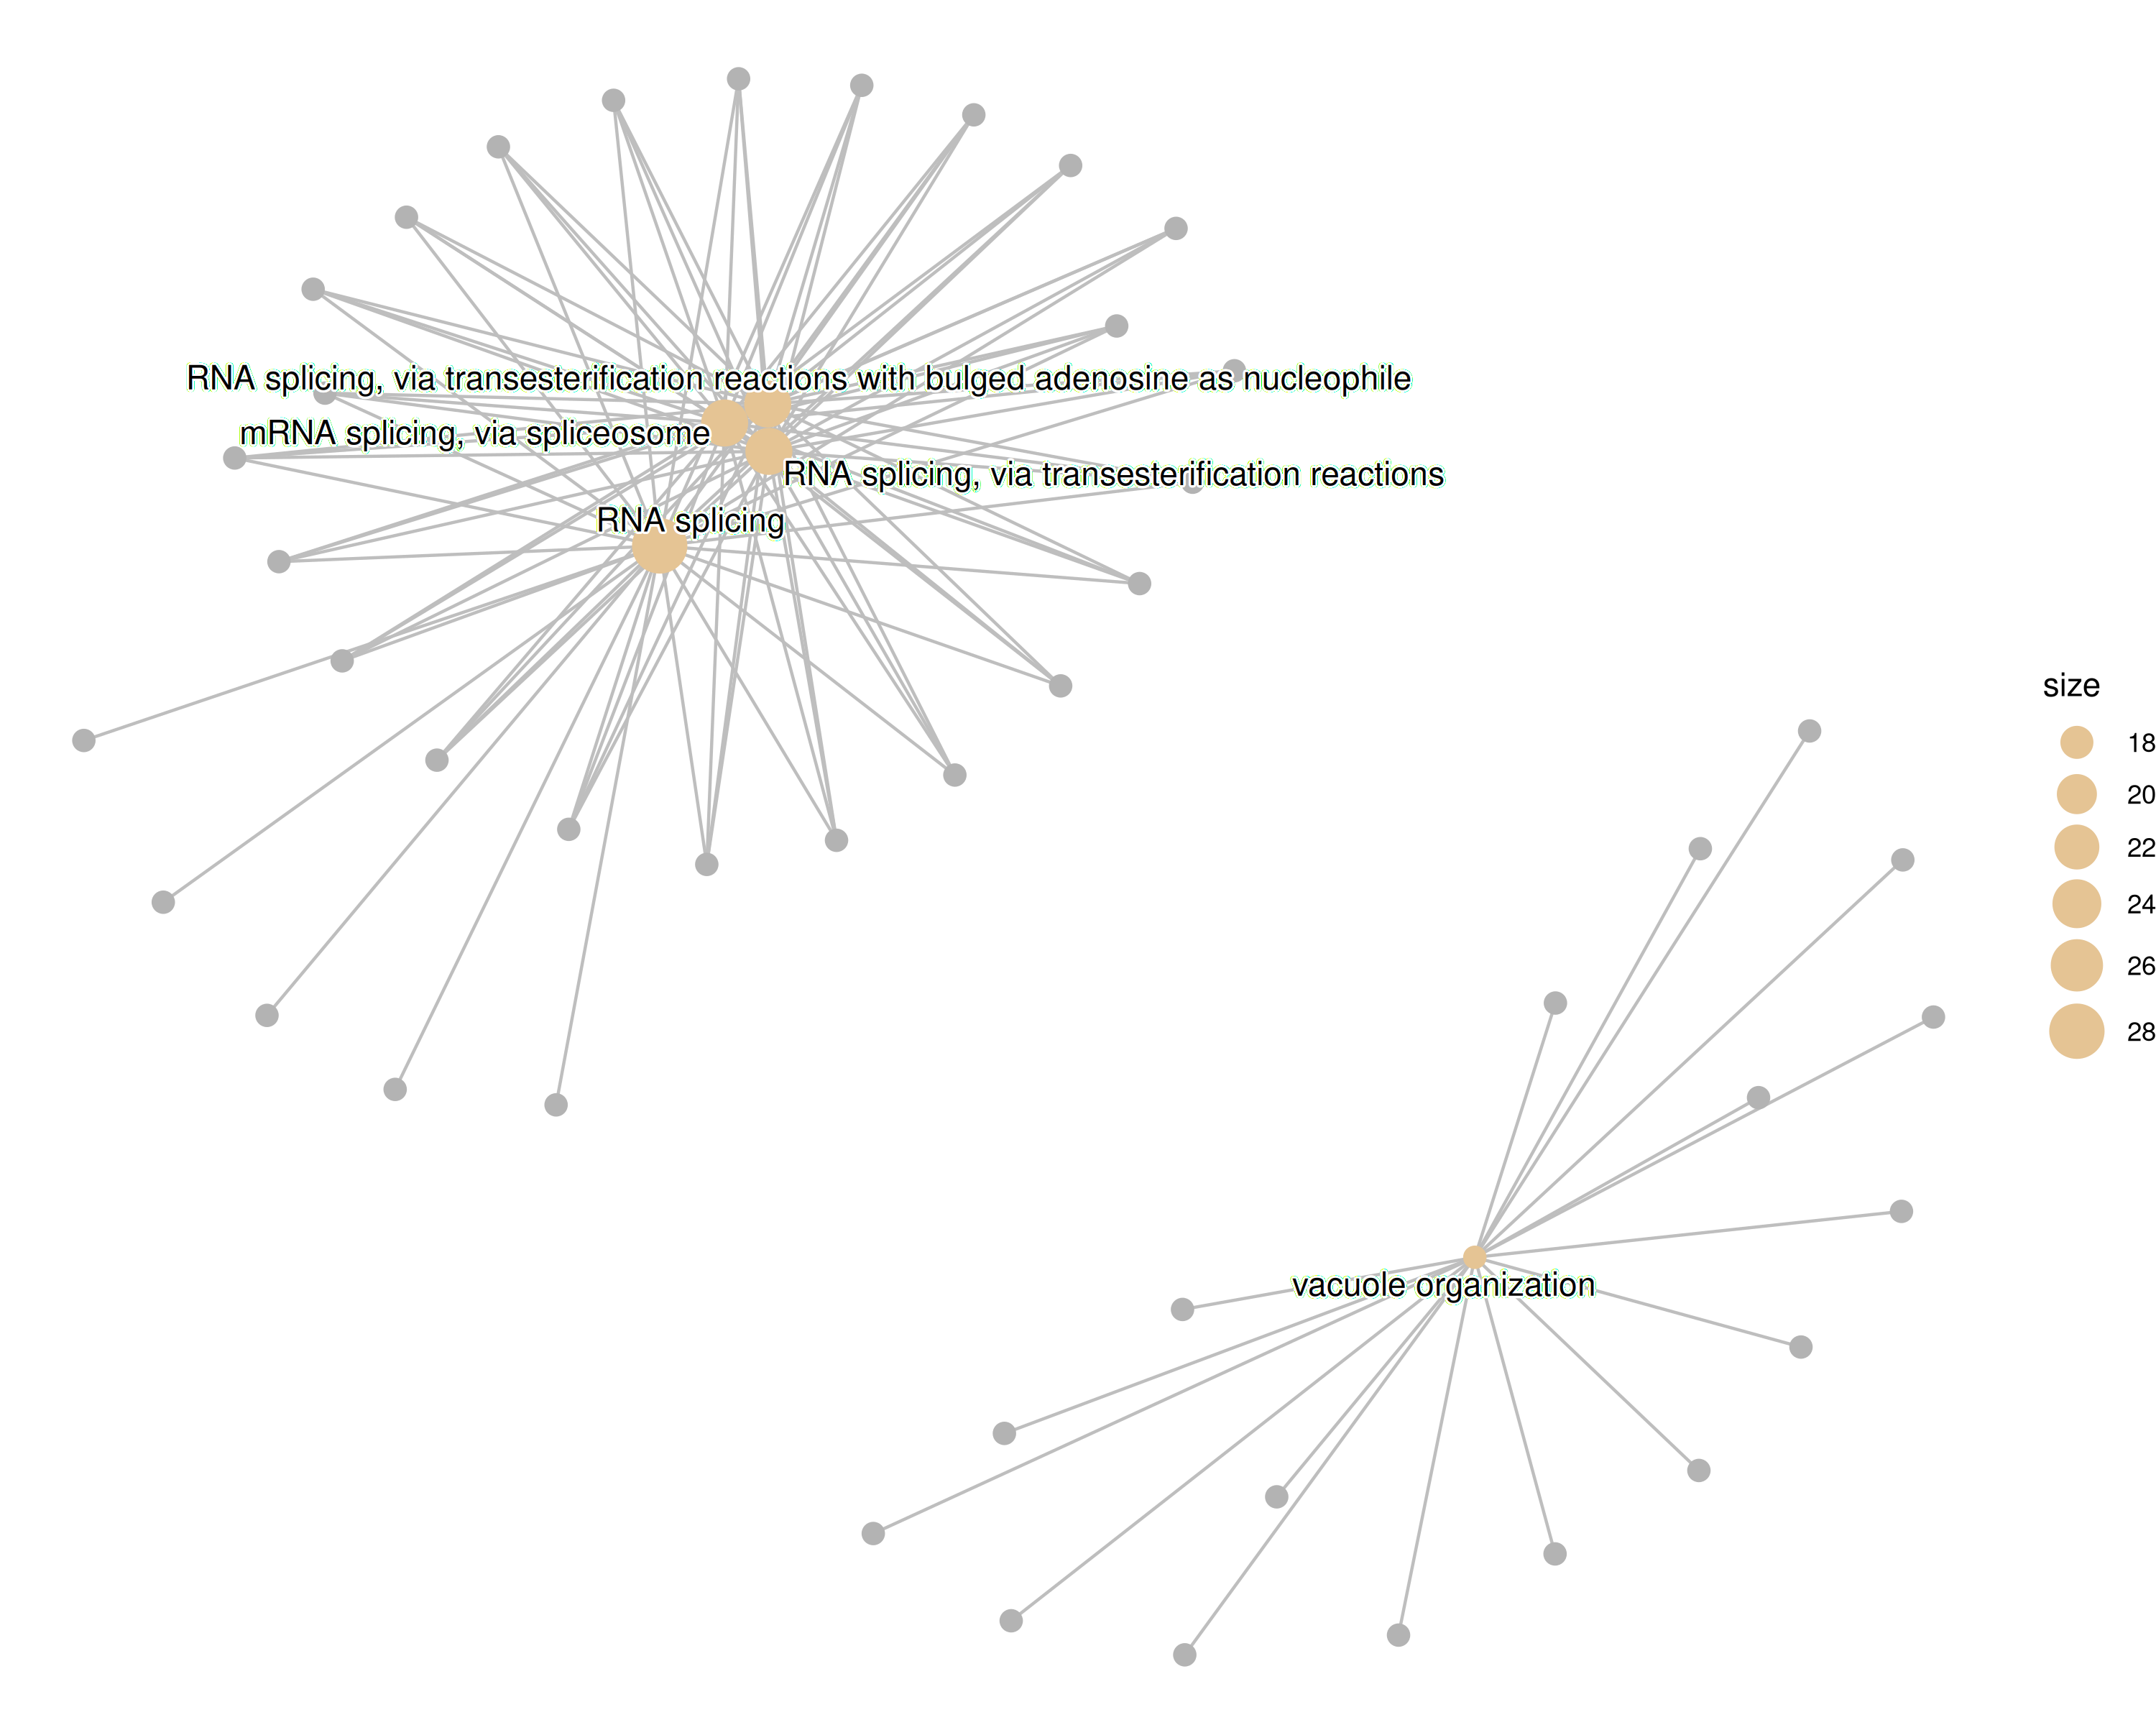 RNA splicing, via transesterification reactions with bulged adenosine as nucleophile
mRNA splicing, via spliceosome
RNA splicing, via transesterification reactions
RNA splicing
size
18
20
22
24
26
28
vacuole organization